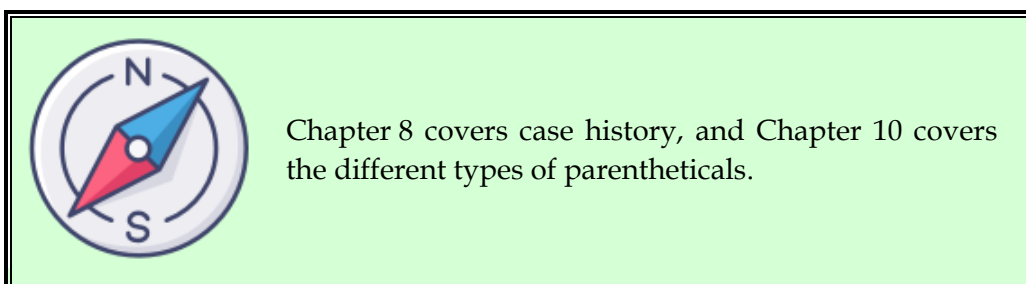 N
Chapter 8 covers case history, and Chapter 10 covers
the different types of parentheticals.
S